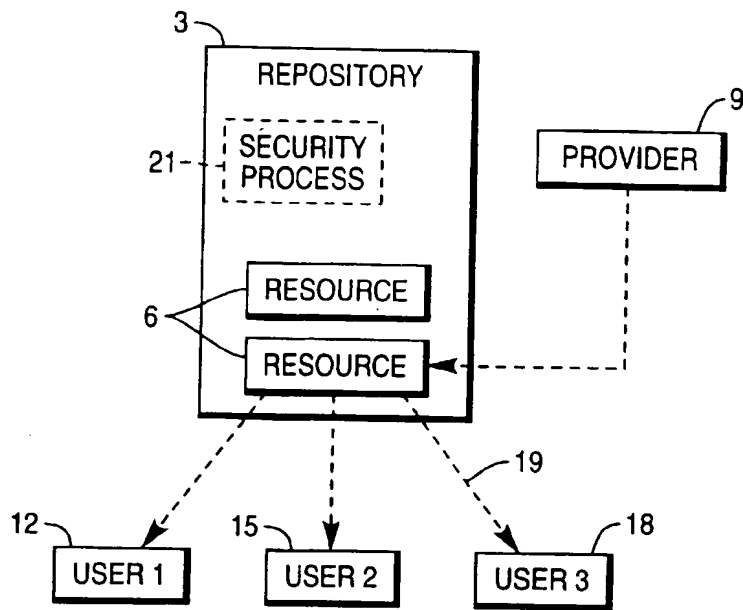 3
REPOSITORY
9
21
SECURITY
PROCESS
PROVIDER
RESOURCE
6
RESOURCE
19
12
15
18
USER 1
USER 2
USER 3